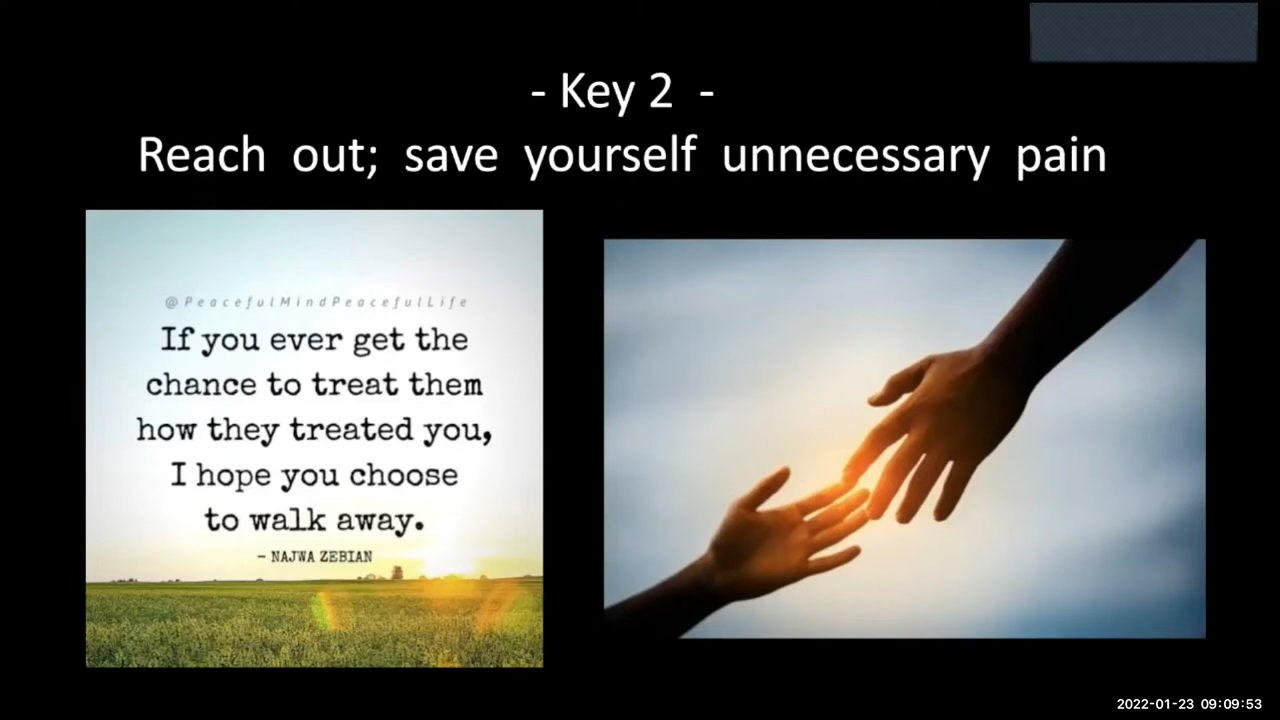 - Key 2 -
Reach out; save yourself unnecessary pain
@PeacefulMindPeacefulLife
If you ever get the
chance to treat them
how they treated you,
I hope you choose
to walk away.
- NAJWA ZEBIAN
2022-01-23 09:09:53